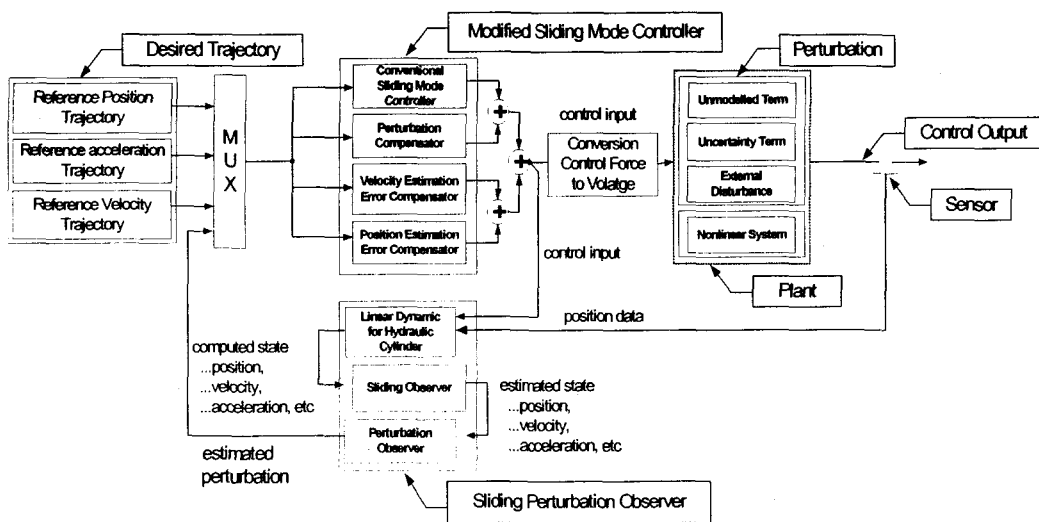 Modified Sliding Mode Controller
Desired Trajectory
Perturbation
Reference Position
Trajectory
Reference acceleration
Trajectory
Reference Velocity
Trajectory
M
U
X
Conventional
Sliding Mode
Controller
Perturbation
Compensator
Velocity Estimation
Error Compensator
Position Estimation
Error Compensator
+
+
+
control input
Conversion
Control Force
to Volatge
control input
Unmodelled Term
Uncertainty Term
External
Disturbance
Nonlinear System
Plant
Control Output
Sensor
position data
Linear Dynamic
for Hydraulic
Cylinder
Sliding Observer
Perturbation
Observer
computed state
...position,
...velocity,
...acceleration, etc
estimated state
...position,
...velocity,
...acceleration, etc
estimated
perturbation
Sliding Perturbation Observer